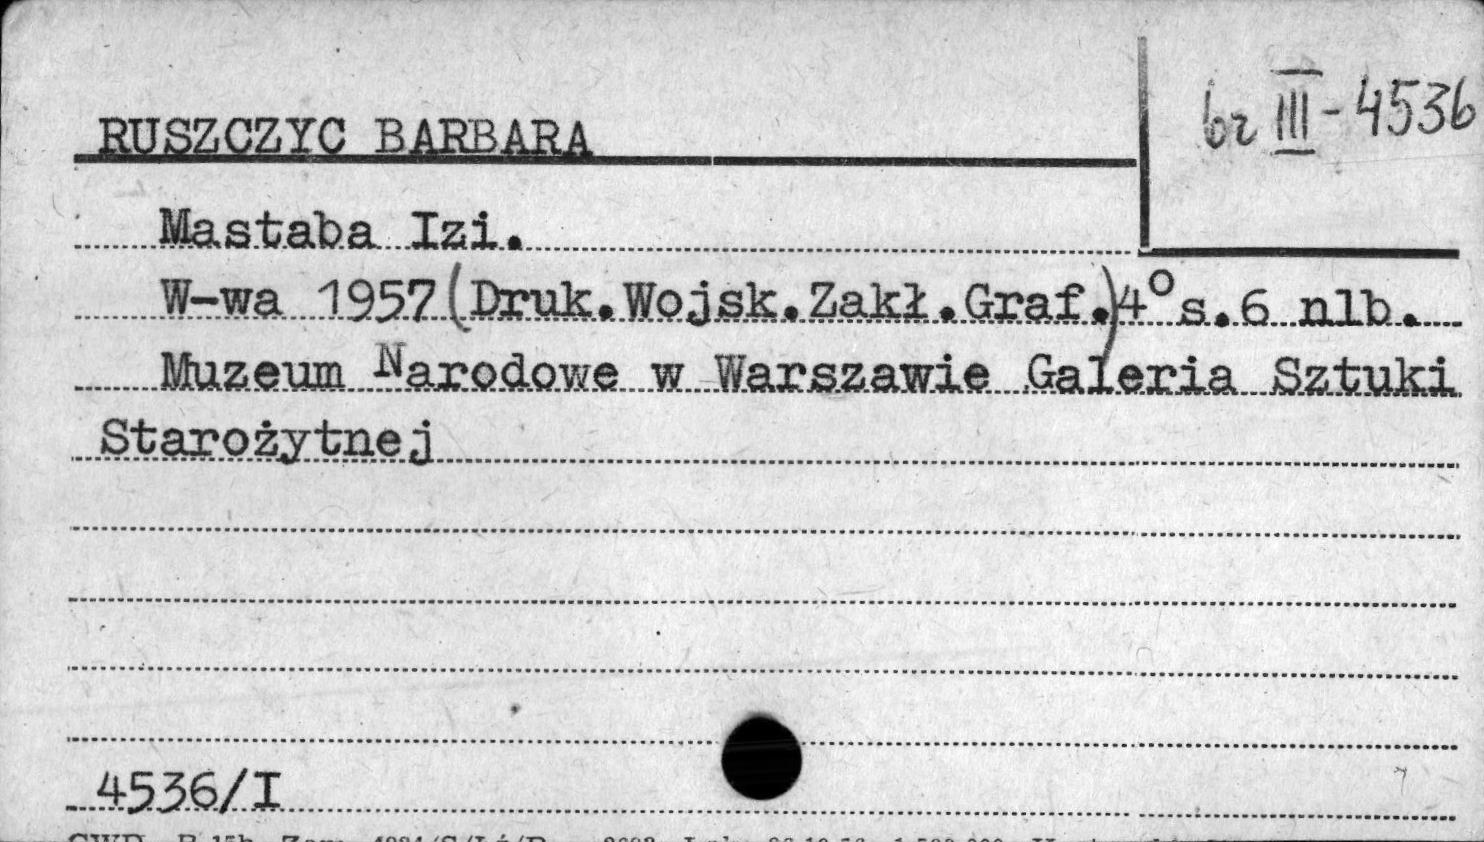 br III-4536
RUSZCZYC BARBARA
Mastaba Izi.
W-wa 1957(Druk.Wojsk.Zakł.Graf.)4°s.6 nlb.
Muzeum Narodowe w Warszawie Galeria Sztuki
Starożytnej
4536/I